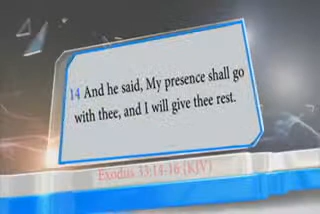 14 And he said, My presence shall go
with thee, and I will give thee rest.
Exodus 33:14-16 (KJV)